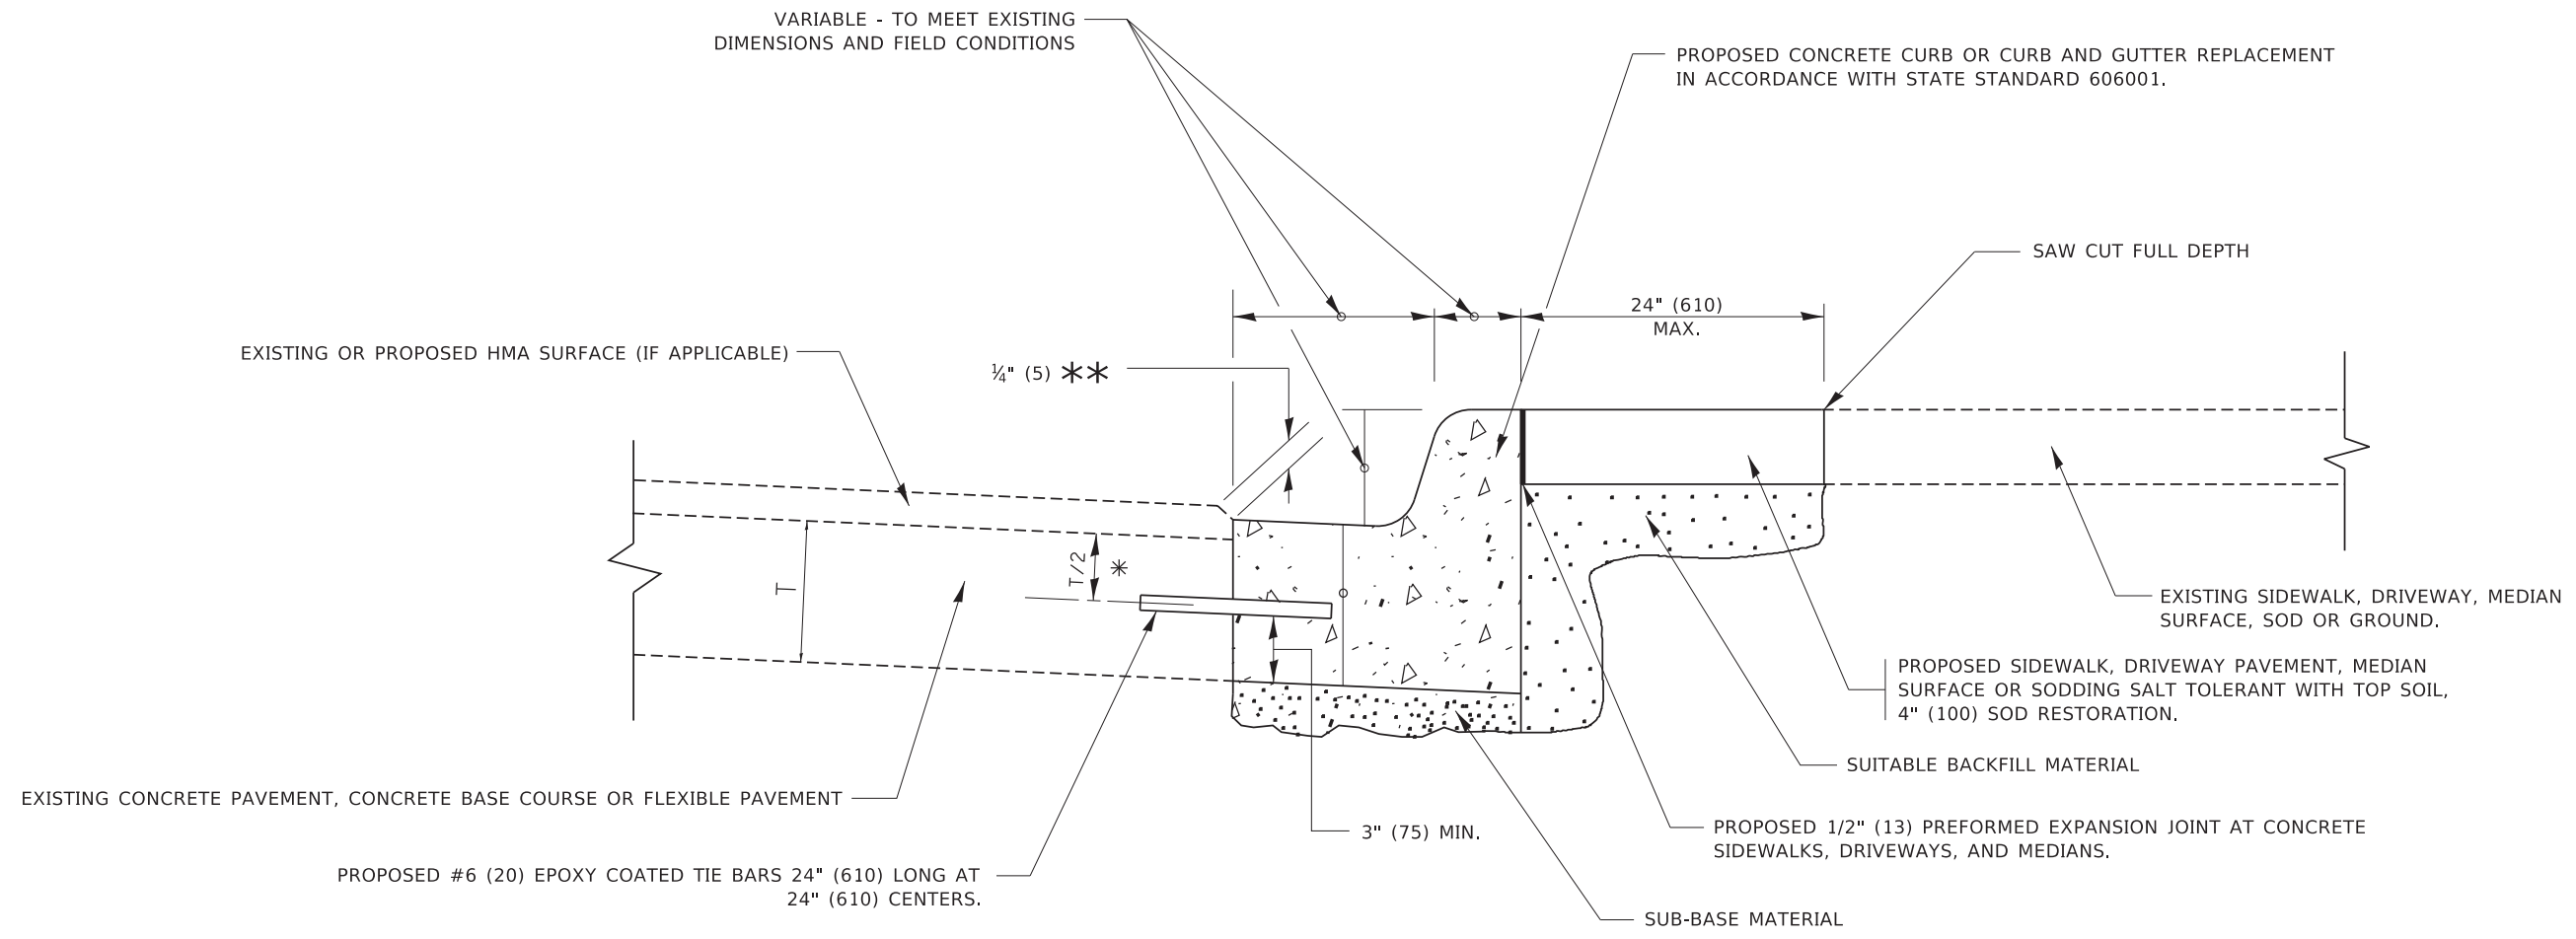 VARIABLE - TO MEET EXISTING
DIMENSIONS AND FIELD CONDITIONS
PROPOSED CONCRETE CURB OR CURB AND GUTTER REPLACEMENT
IN ACCORDANCE WITH STATE STANDARD 606001.
SAW CUT FULL DEPTH
24" (610)
MAX.
EXISTING OR PROPOSED HMA SURFACE (IF APPLICABLE)
¼" (5) **
T
T/2 *
EXISTING SIDEWALK, DRIVEWAY, MEDIAN
SURFACE, SOD OR GROUND.
PROPOSED SIDEWALK, DRIVEWAY PAVEMENT, MEDIAN
SURFACE OR SODDING SALT TOLERANT WITH TOP SOIL,
4" (100) SOD RESTORATION.
SUITABLE BACKFILL MATERIAL
EXISTING CONCRETE PAVEMENT, CONCRETE BASE COURSE OR FLEXIBLE PAVEMENT
3" (75) MIN.
PROPOSED 1/2" (13) PREFORMED EXPANSION JOINT AT CONCRETE
SIDEWALKS, DRIVEWAYS, AND MEDIANS.
PROPOSED #6 (20) EPOXY COATED TIE BARS 24" (610) LONG AT
24" (610) CENTERS.
SUB-BASE MATERIAL